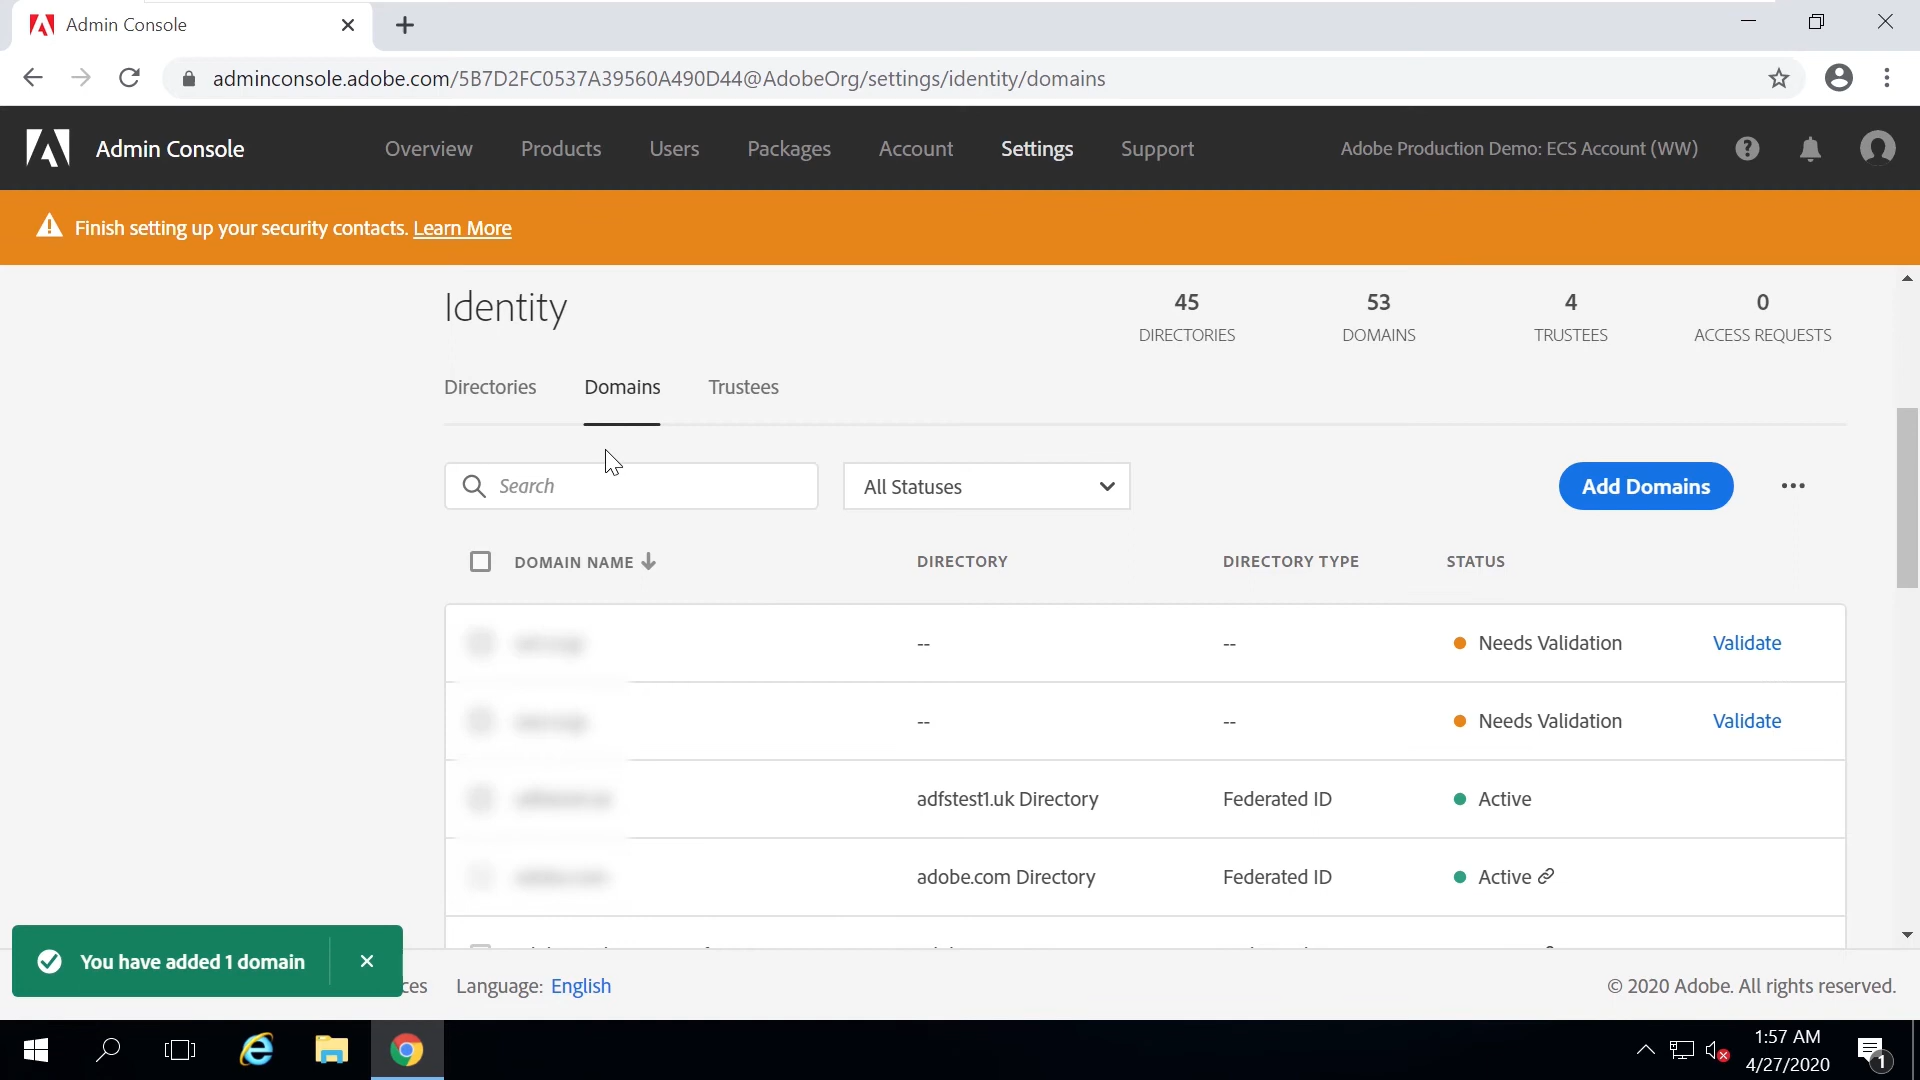 Admin Console
adminconsole.adobe.com/5B7D2FC0537A39560A490D44@AdobeOrg/settings/identity/domains
Admin Console Overview Products Users Packages Account Settings Support Adobe Production Demo: ECS Account (WW)
Finish setting up your security contacts. Learn More
Identity
45 53 4 0
DIRECTORIES DOMAINS TRUSTEES ACCESS REQUESTS
Directories Domains Trustees
Search All Statuses Add Domains
DOMAIN NAME DIRECTORY DIRECTORY TYPE STATUS
-- -- Needs Validation Validate
-- -- Needs Validation Validate
adfstest1.uk Directory Federated ID Active
adobe.com Directory Federated ID Active
You have added 1 domain
ces Language: English © 2020 Adobe. All rights reserved.
1:57 AM
4/27/2020
1